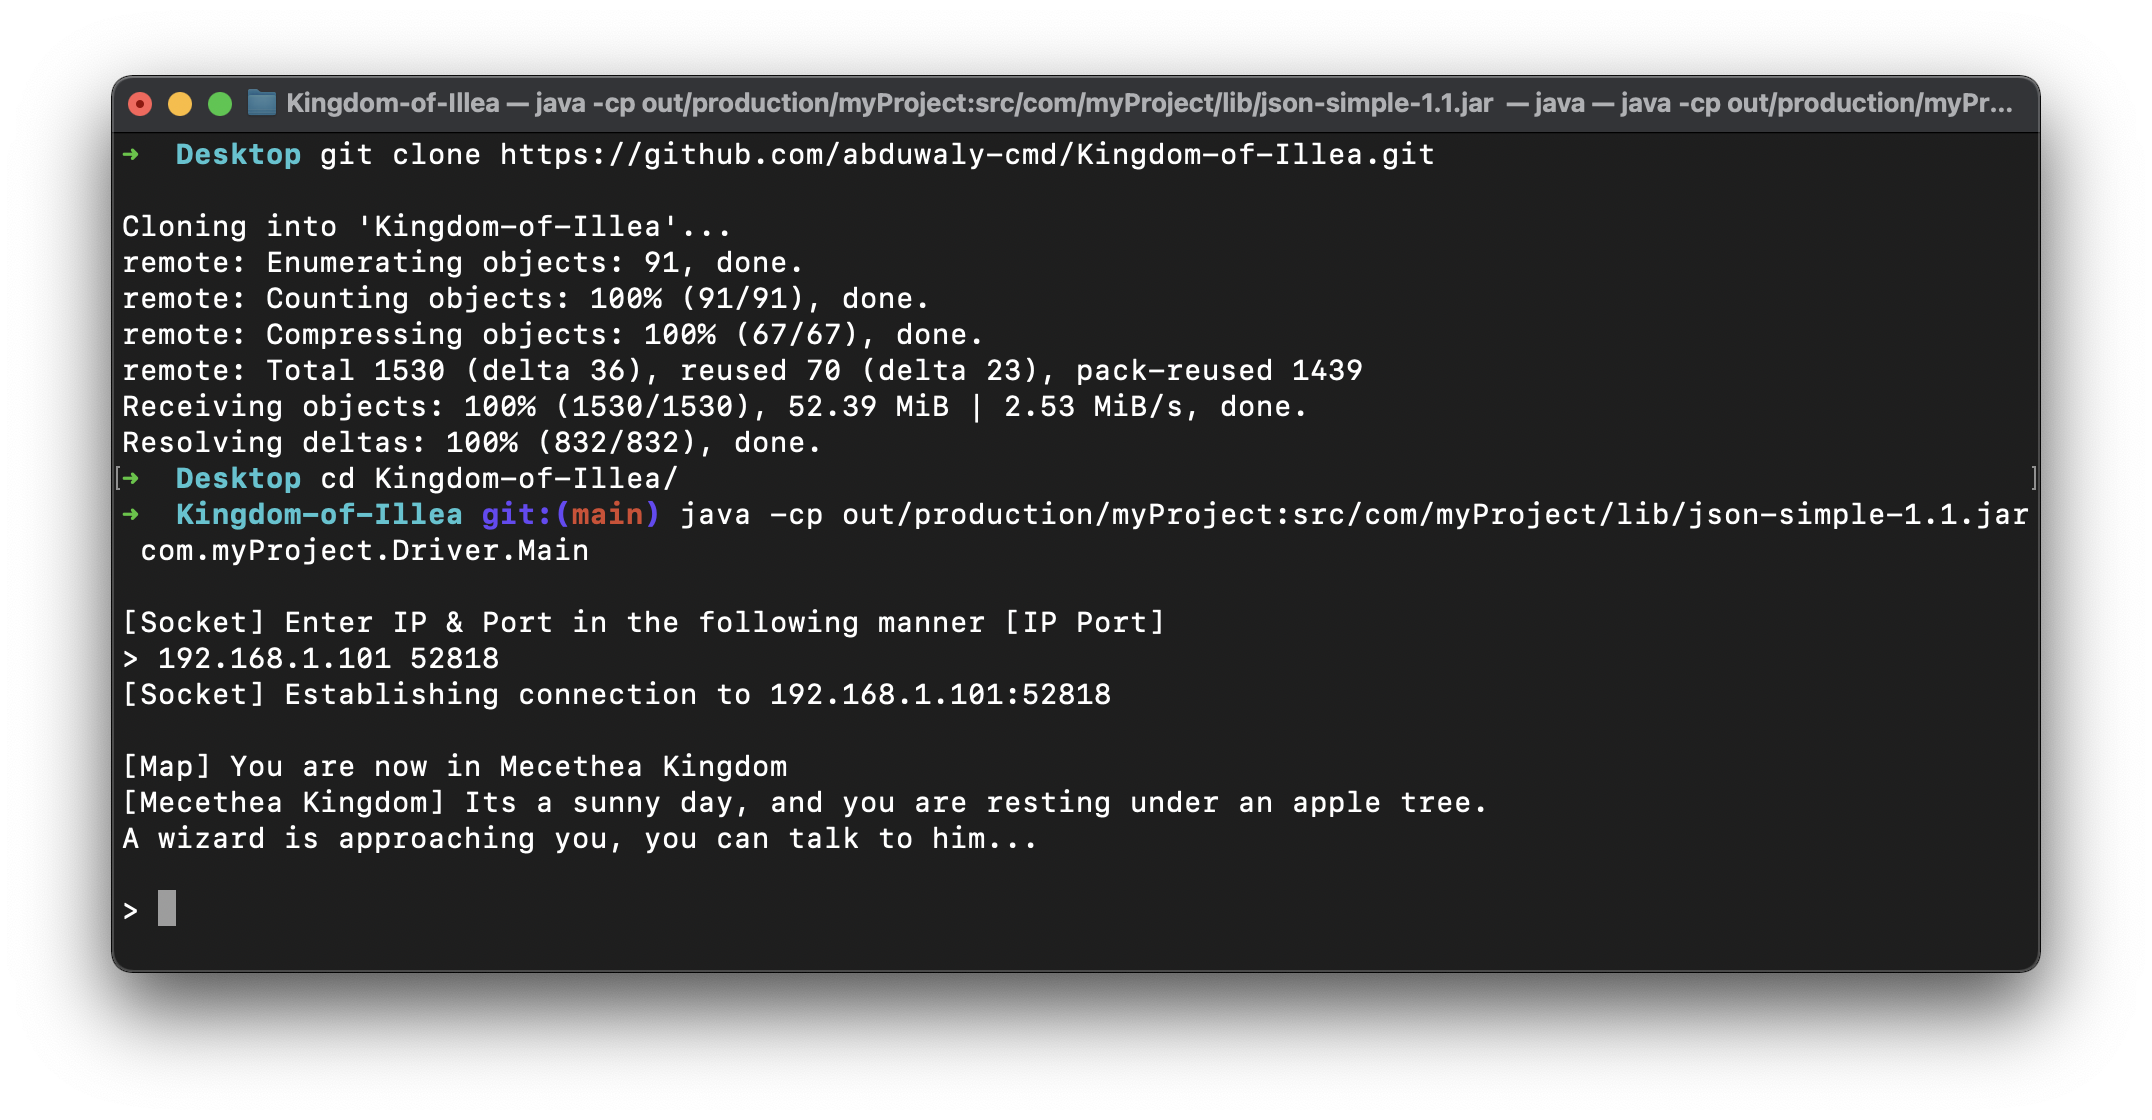 Kingdom-of-Illea — java -cp out/production/myProject:src/com/myProject/lib/json-simple-1.1.jar — java — java -cp out/production/myPr...
➜ Desktop git clone https://github.com/abduwaly-cmd/Kingdom-of-Illea.git
Cloning into 'Kingdom-of-Illea'...
remote: Enumerating objects: 91, done.
remote: Counting objects: 100% (91/91), done.
remote: Compressing objects: 100% (67/67), done.
remote: Total 1530 (delta 36), reused 70 (delta 23), pack-reused 1439
Receiving objects: 100% (1530/1530), 52.39 MiB | 2.53 MiB/s, done.
Resolving deltas: 100% (832/832), done.
[➜ Desktop cd Kingdom-of-Illea/ ]
➜ Kingdom-of-Illea git:(main) java -cp out/production/myProject:src/com/myProject/lib/json-simple-1.1.jar
com.myProject.Driver.Main
[Socket] Enter IP & Port in the following manner [IP Port]
> 192.168.1.101 52818
[Socket] Establishing connection to 192.168.1.101:52818
[Map] You are now in Mecethea Kingdom
[Mecethea Kingdom] Its a sunny day, and you are resting under an apple tree.
A wizard is approaching you, you can talk to him...
>